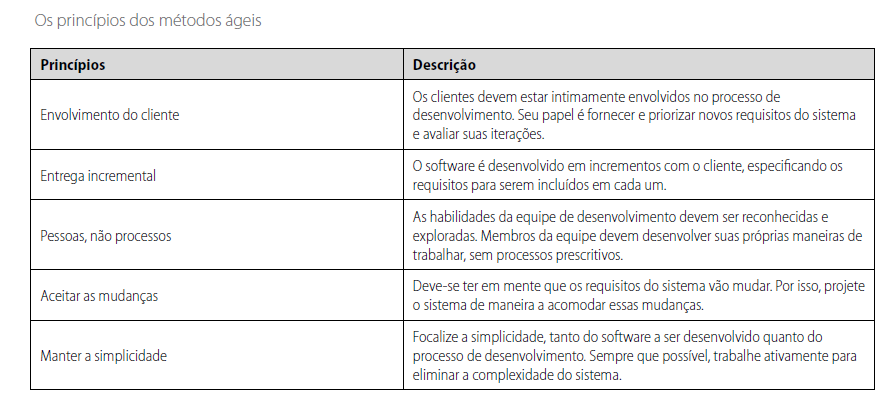 Os princípios dos métodos ágeis
Princípios
Descrição
Envolvimento do cliente
Os clientes devem estar intimamente envolvidos no processo de
desenvolvimento. Seu papel é fornecer e priorizar novos requisitos do sistema
e avaliar suas iterações.
Entrega incremental
O software é desenvolvido em incrementos com o cliente, especificando os
requisitos para serem incluídos em cada um.
Pessoas, não processos
As habilidades da equipe de desenvolvimento devem ser reconhecidas e
exploradas. Membros da equipe devem desenvolver suas próprias maneiras de
trabalhar, sem processos prescritivos.
Aceitar as mudanças
Deve-se ter em mente que os requisitos do sistema vão mudar. Por isso, projete
o sistema de maneira a acomodar essas mudanças.
Manter a simplicidade
Focalize a simplicidade, tanto do software a ser desenvolvido quanto do
processo de desenvolvimento. Sempre que possível, trabalhe ativamente para
eliminar a complexidade do sistema.